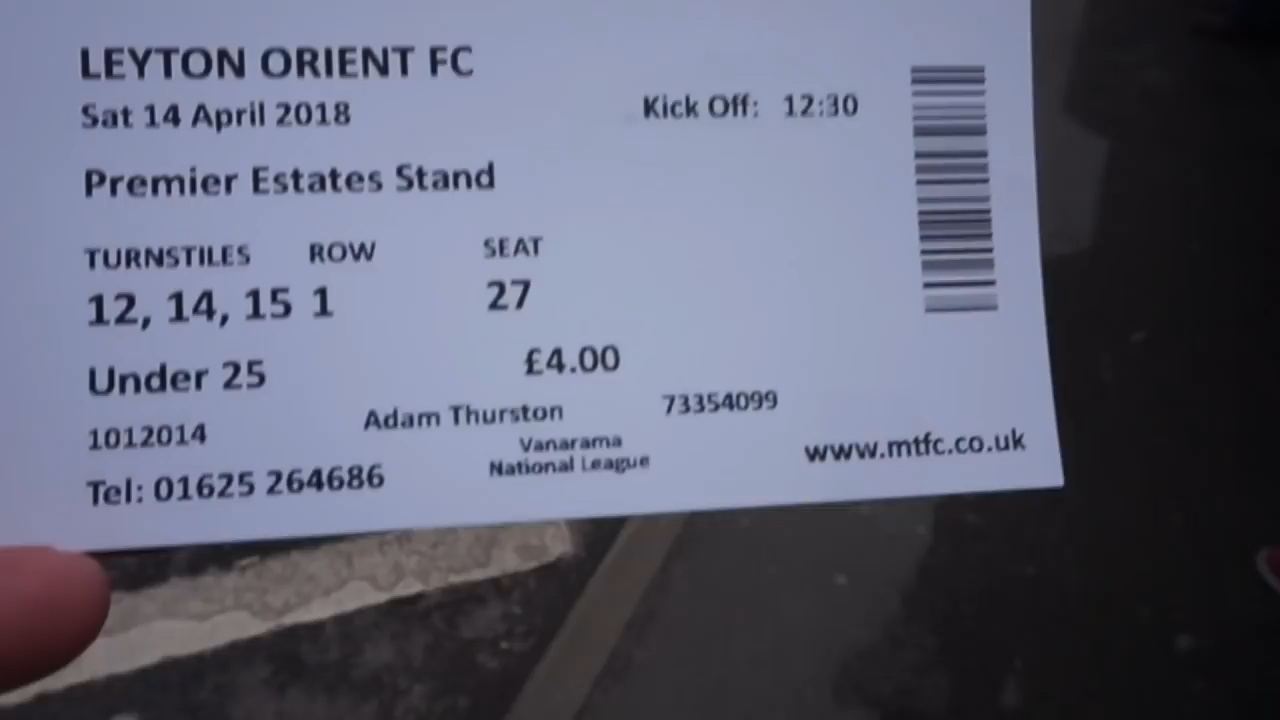 LEYTON ORIENT FC
Sat 14 April 2018 Kick Off: 12:30
Premier Estates Stand
TURNSTILES ROW SEAT
12, 14, 15 1 27
Under 25 £4.00
1012014 Adam Thurston 73354099
Vanarama
National League
Tel: 01625 264686 www.mtfc.co.uk